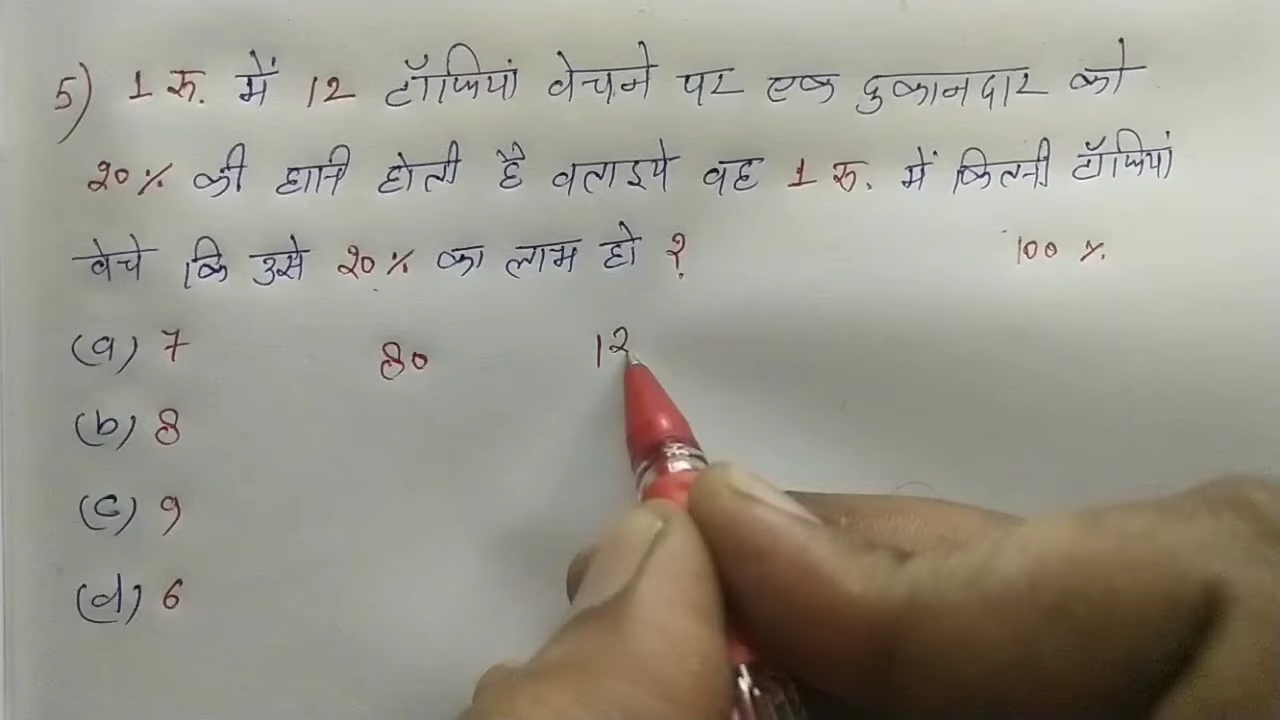 5) 1 रु. में 12 टॉफियां वेचने पर एक दुकानदार को
20% की हानि होती है वताइये वह 1 रु. में कितनी टॉफियां
वेचे कि उसे 20% का लाभ हो ?
100 %
(a) 7
80 12
(b) 8
(c) 9
(d) 6